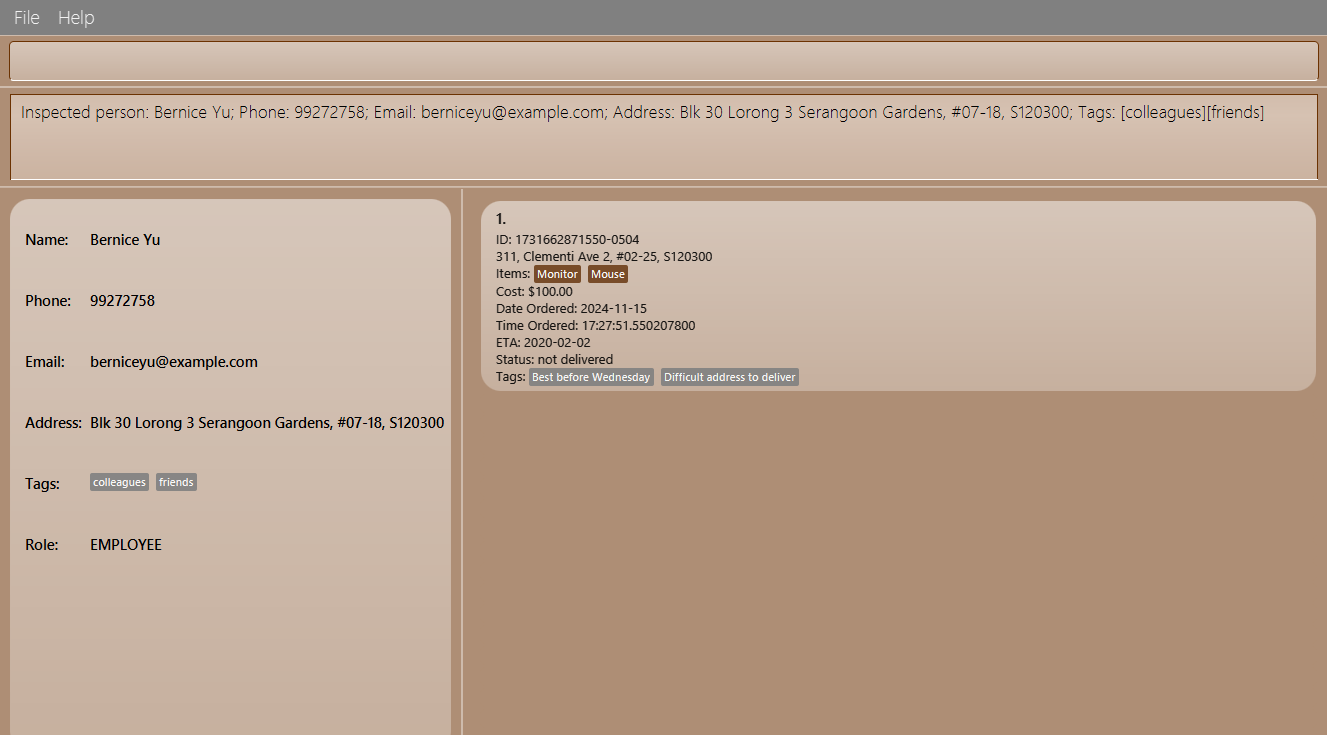 File Help
Inspected person: Bernice Yu; Phone: 99272758; Email: berniceyu@example.com; Address: Blk 30 Lorong 3 Serangoon Gardens, #07-18, S120300; Tags: [colleagues][friends]
Name: Bernice Yu
Phone: 99272758
Email: berniceyu@example.com
Address: Blk 30 Lorong 3 Serangoon Gardens, #07-18, S120300
Tags: colleagues friends
Role: EMPLOYEE
1.
ID: 1731662871550-0504
311, Clementi Ave 2, #02-25, S120300
Items: Monitor Mouse
Cost: $100.00
Date Ordered: 2024-11-15
Time Ordered: 17:27:51.550207800
ETA: 2020-02-02
Status: not delivered
Tags: Best before Wednesday Difficult address to deliver